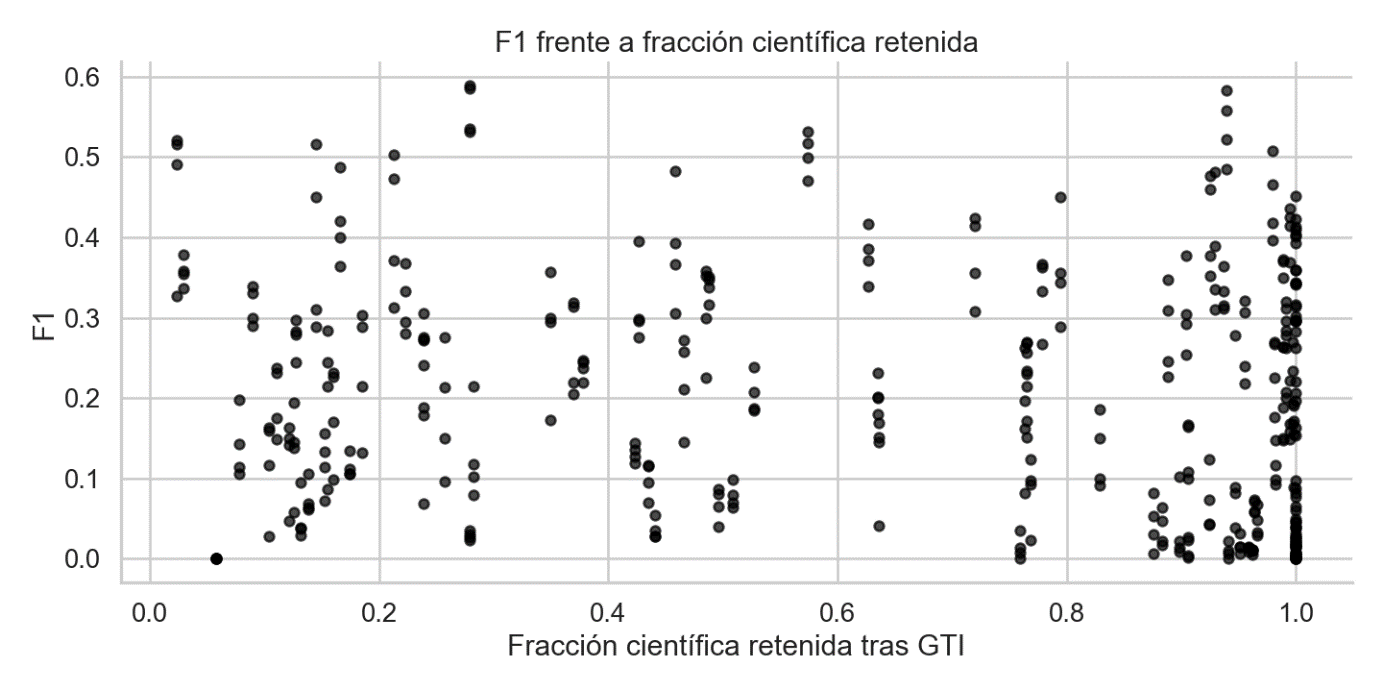 F1 frente a fracción científica retenida
0.6
0.5
0.4
0.3
0.2
0.1
0.0
F1
0.0 0.2 0.4 0.6 0.8 1.0
Fracción científica retenida tras GTI